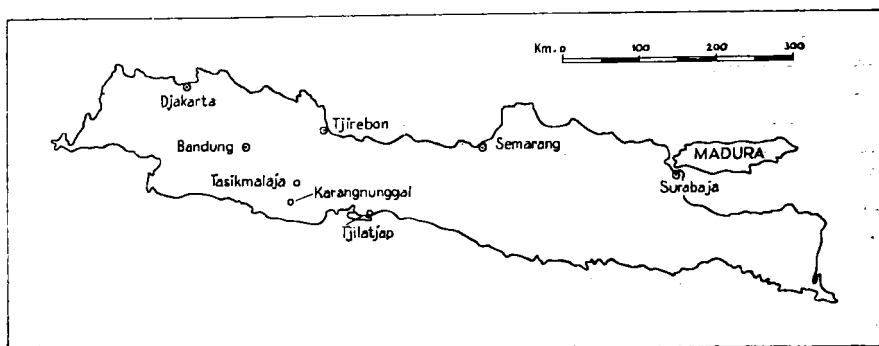 Km. 0 100 200 300
Djakarta
Tjirebon
Bandung
Semarang
MADURA
Tasikmalaja
Surabaja
Karangnunggal
Tjilatjap